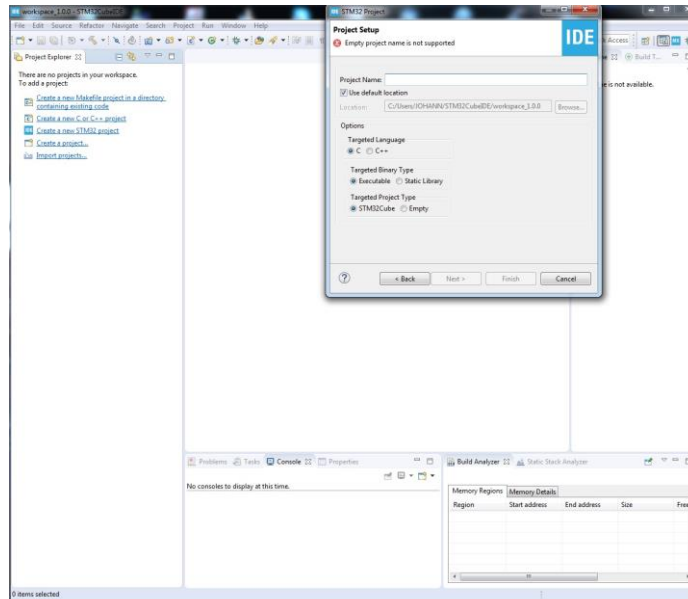 workspace_1.0.0 - STM32CubeIDE
File Edit Source Refactor Navigate Search Project Run Window Help
Access
Project Explorer
There are no projects in your workspace.
To add a project:
Create a new Makefile project in a directory containing existing code
Create a new C or C++ project
Create a new STM32 project
Create a project...
Import projects...
STM32 Project
Project Setup
Empty project name is not supported
IDE
Project Name:
Use default location
Location: C:/Users/JOHANN/STM32CubeIDE/workspace_1.0.0 Browse...
Options
Targeted Language
C C++
Targeted Binary Type
Executable Static Library
Targeted Project Type
STM32Cube Empty
? < Back Next > Finish Cancel
Build T...
is not available.
Problems Tasks Console Properties
No consoles to display at this time.
Build Analyzer Static Stack Analyzer
Memory Regions Memory Details
Region Start address End address Size Free
0 items selected